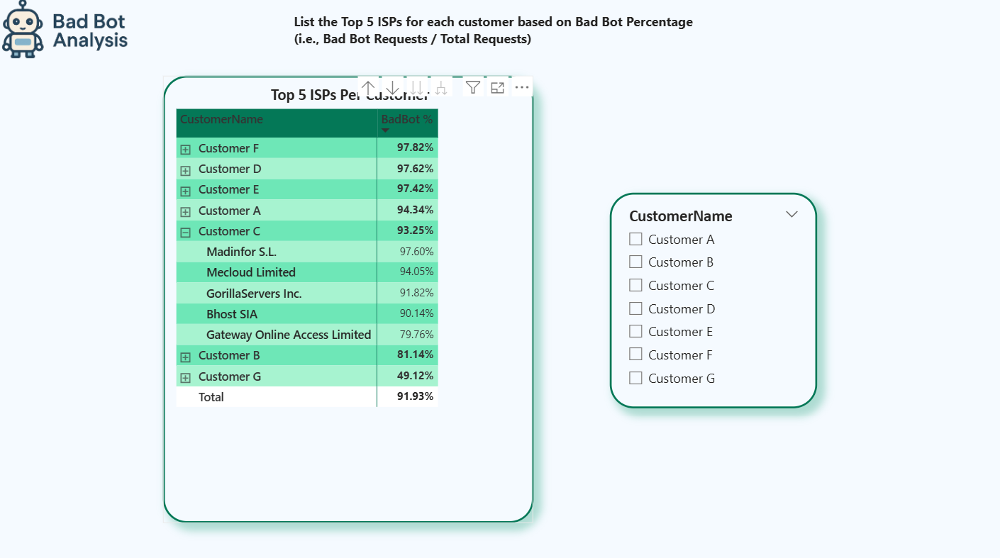 Bad Bot
Analysis
List the Top 5 ISPs for each customer based on Bad Bot Percentage
(i.e., Bad Bot Requests / Total Requests)
Top 5 ISPs Per Customer
CustomerName BadBot %
Customer F 97.82%
Customer D 97.62%
Customer E 97.42%
Customer A 94.34%
Customer C 93.25%
Madinfor S.L. 97.60%
Mecloud Limited 94.05%
GorillaServers Inc. 91.82%
Bhost SIA 90.14%
Gateway Online Access Limited 79.76%
Customer B 81.14%
Customer G 49.12%
Total 91.93%
CustomerName
Customer A
Customer B
Customer C
Customer D
Customer E
Customer F
Customer G